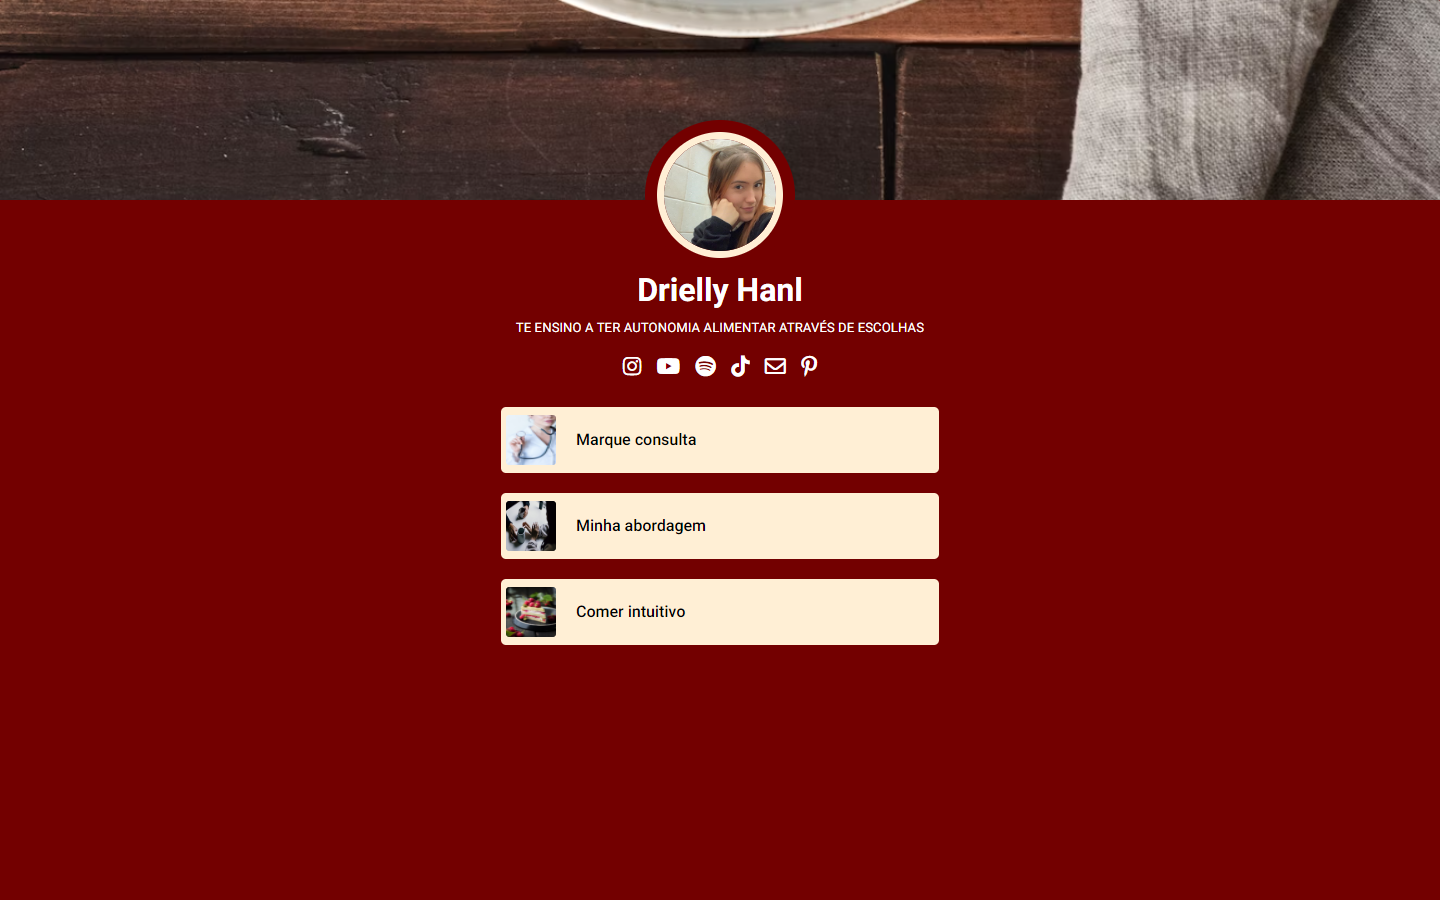 Drielly Hanl
TE ENSINO A TER AUTONOMIA ALIMENTAR ATRAVÉS DE ESCOLHAS
Marque consulta
Minha abordagem
Comer intuitivo